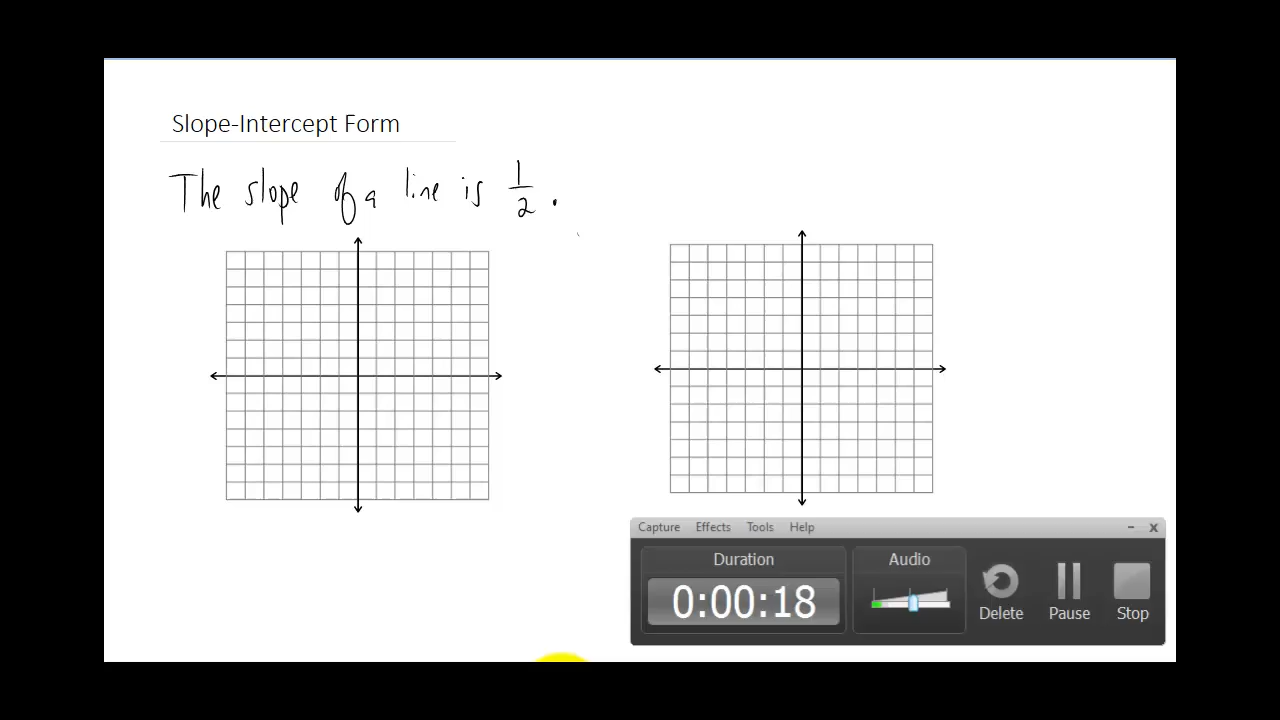 Slope-Intercept Form
The slope of a line is 1/2.
Capture Effects Tools Help
Duration Audio
0:00:18
Delete Pause Stop